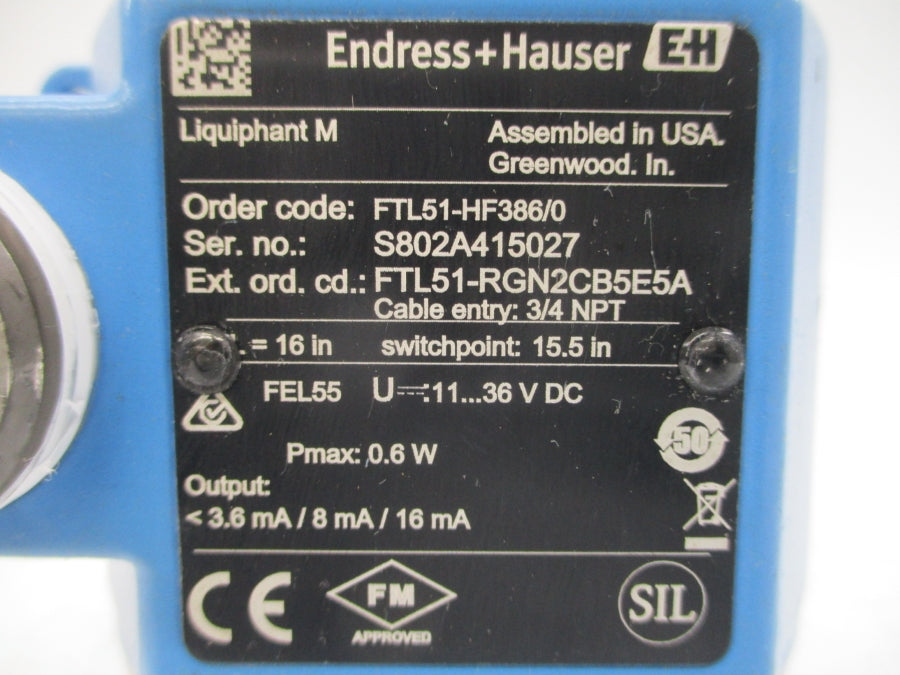 Endress+Hauser EH
Liquiphant M
Assembled in USA.
Greenwood. In.
Order code: FTL51-HF386/0
Ser. no.: S802A415027
Ext. ord. cd.: FTL51-RGN2CB5E5A
Cable entry: 3/4 NPT
= 16 in switchpoint: 15.5 in
FEL55 U⎓:11...36 V DC
50
Pmax: 0.6 W
Output:
< 3.6 mA / 8 mA / 16 mA
CE FM SIL
APPROVED